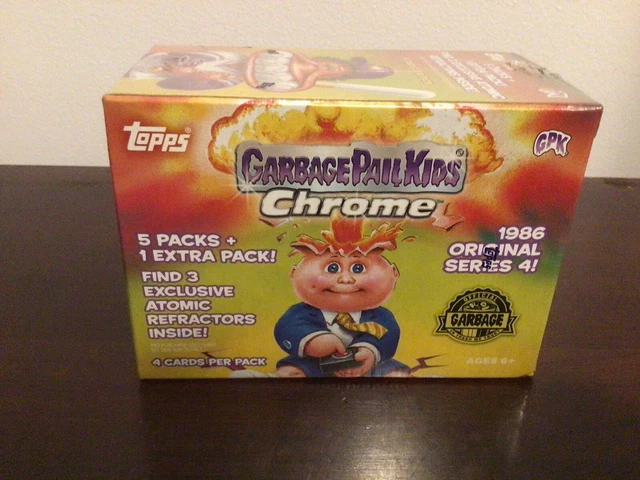 TOPPS
GARBAGE PAIL KIDS
Chrome
GPK
5 PACKS +
1 EXTRA PACK!
FIND 3
EXCLUSIVE
ATOMIC
REFRACTORS
INSIDE!
4 CARDS PER PACK
1986
ORIGINAL
SERIES 4!
OFFICIAL
GARBAGE
AGES 6+